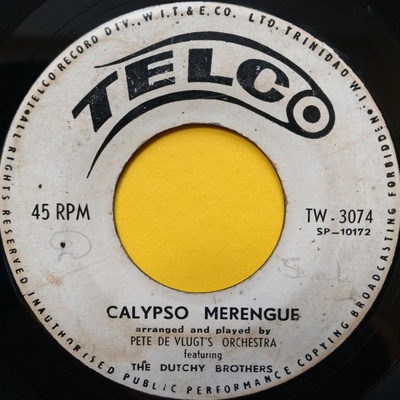 TELCO RECORD DIV., W.I.T. & E. CO. LTD. TRINIDAD W.I.
TELCO
45 RPM
TW - 3074
SP-10172
CALYPSO MERENGUE
arranged and played by
PETE DE VLUGT'S ORCHESTRA
featuring
THE DUTCHY BROTHERS
ALL RIGHTS RESERVED UNAUTHORISED PUBLIC PERFORMANCE COPYING BROADCASTING FORBIDDEN.